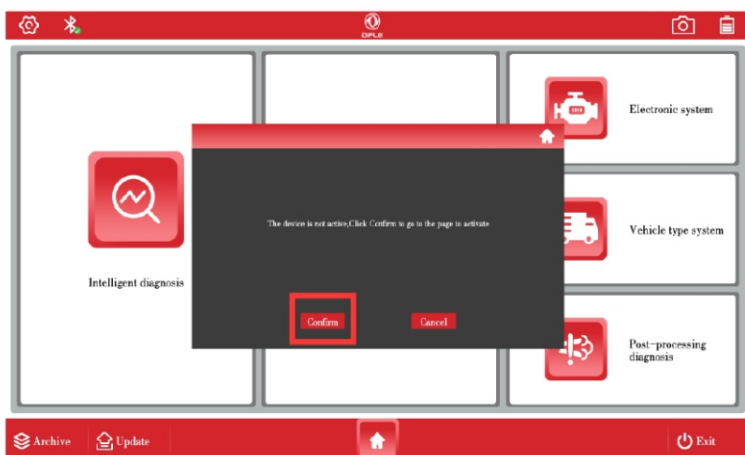 DFLE
Electronic system
The device is not active,Click Confirm to go to the page to activate
Vehicle type system
Intelligent diagnosis
Confirm
Cancel
Post-processing
diagnosis
Archive
Update
Exit